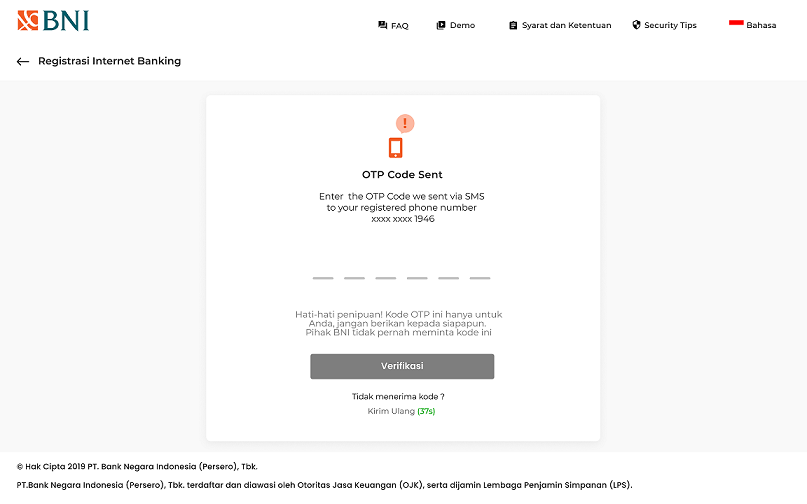 BNI
FAQ
Demo
Syarat dan Ketentuan
Security Tips
Bahasa
Registrasi Internet Banking
!
OTP Code Sent
Enter the OTP Code we sent via SMS
to your registered phone number
xxxx xxxx 1946
Hati-hati penipuan! Kode OTP ini hanya untuk
Anda, jangan berikan kepada siapapun.
Pihak BNI tidak pernah meminta kode ini
Verifikasi
Tidak menerima kode ?
Kirim Ulang (37s)
© Hak Cipta 2019 PT. Bank Negara Indonesia (Persero), Tbk.
PT.Bank Negara Indonesia (Persero), Tbk. terdaftar dan diawasi oleh Otoritas Jasa Keuangan (OJK), serta dijamin Lembaga Penjamin Simpanan (LPS).